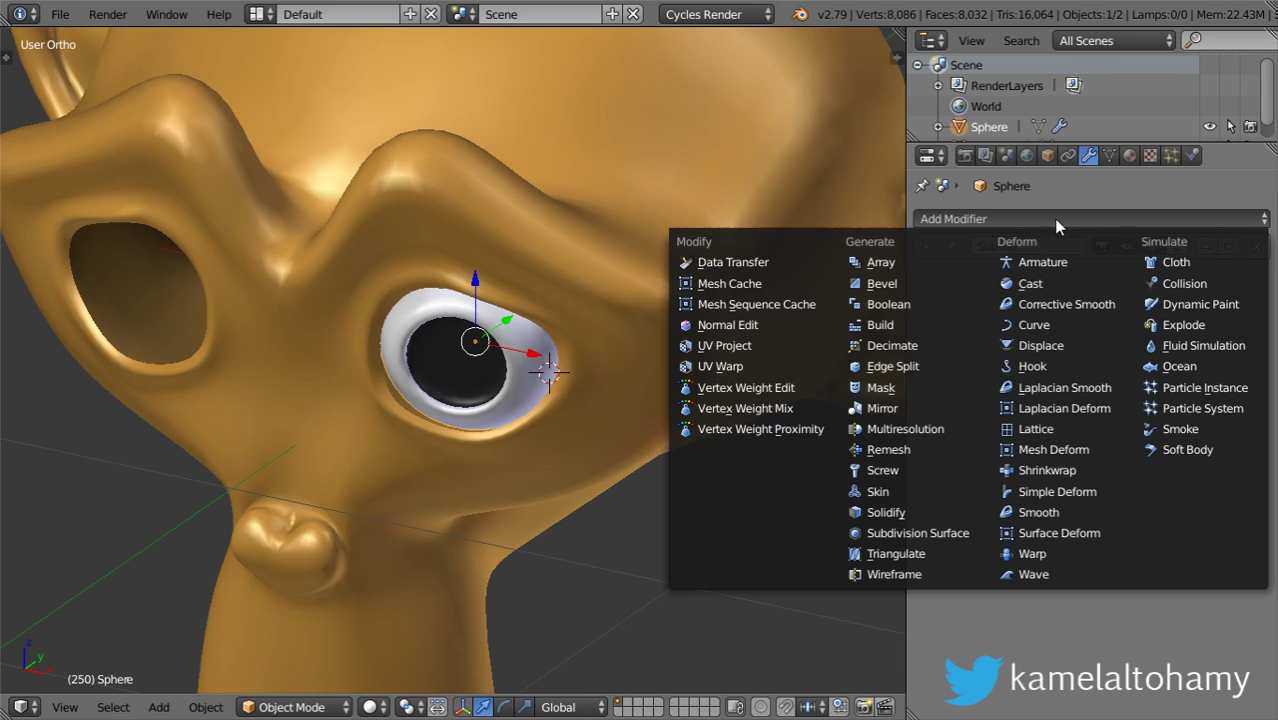 File Render Window Help Default Scene Cycles Render v2.79 | Verts:8,086 | Faces:8,032 | Tris:16,064 | Objects:1/2 | Lamps:0/0 | Mem:22.43M
User Ortho
View Search All Scenes
Scene
RenderLayers
World
Sphere
Sphere
Add Modifier
Modify Generate Deform Simulate
Data Transfer Array Armature Cloth
Mesh Cache Bevel Cast Collision
Mesh Sequence Cache Boolean Corrective Smooth Dynamic Paint
Normal Edit Build Curve Explode
UV Project Decimate Displace Fluid Simulation
UV Warp Edge Split Hook Ocean
Vertex Weight Edit Mask Laplacian Smooth Particle Instance
Vertex Weight Mix Mirror Laplacian Deform Particle System
Vertex Weight Proximity Multiresolution Lattice Smoke
Remesh Mesh Deform Soft Body
Screw Shrinkwrap
Skin Simple Deform
Solidify Smooth
Subdivision Surface Surface Deform
Triangulate Warp
Wireframe Wave
z
y
x
(250) Sphere
kamelaltohamy
View Select Add Object Object Mode Global